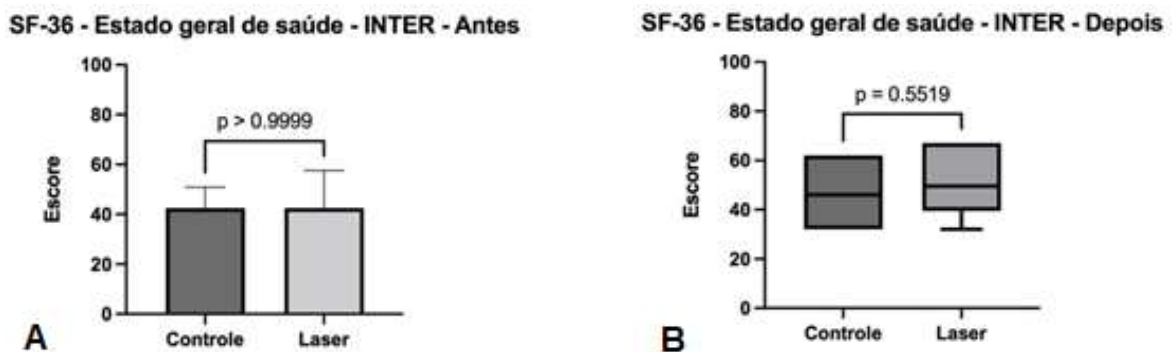 SF-36 - Estado geral de saúde - INTER - Antes
100
80
60
40
20
0
Escore
p > 0.9999
Controle
Laser
A
SF-36 - Estado geral de saúde - INTER - Depois
100
80
60
40
20
0
Escore
p = 0.5519
Controle
Laser
B